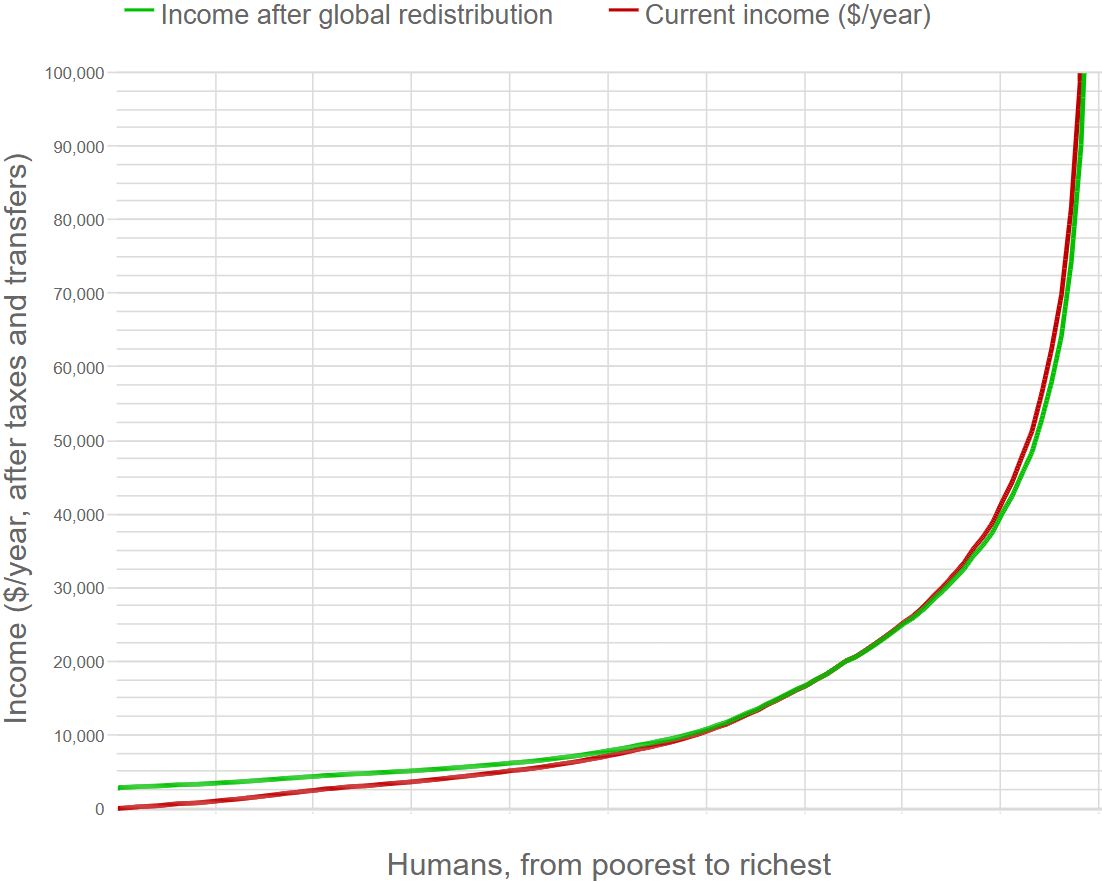 Income after global redistribution
Current income ($/year)
100,000
90,000
80,000
70,000
60,000
50,000
40,000
30,000
20,000
10,000
0
Income ($/year, after taxes and transfers)
Humans, from poorest to richest